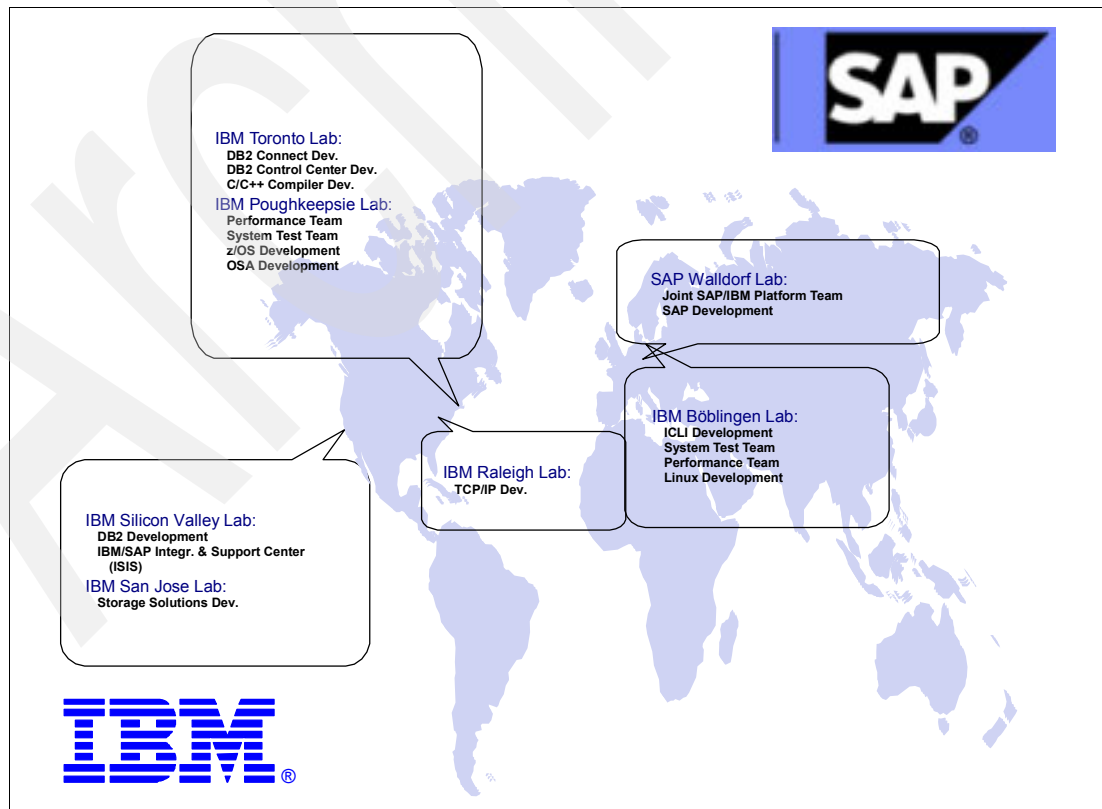 SAP
®
IBM Toronto Lab:
DB2 Connect Dev.
DB2 Control Center Dev.
C/C++ Compiler Dev.
IBM Poughkeepsie Lab:
Performance Team
System Test Team
z/OS Development
OSA Development
SAP Walldorf Lab:
Joint SAP/IBM Platform Team
SAP Development
IBM Böblingen Lab:
ICLI Development
System Test Team
Performance Team
Linux Development
IBM Raleigh Lab:
TCP/IP Dev.
IBM Silicon Valley Lab:
DB2 Development
IBM/SAP Integr. & Support Center
(ISIS)
IBM San Jose Lab:
Storage Solutions Dev.
IBM®